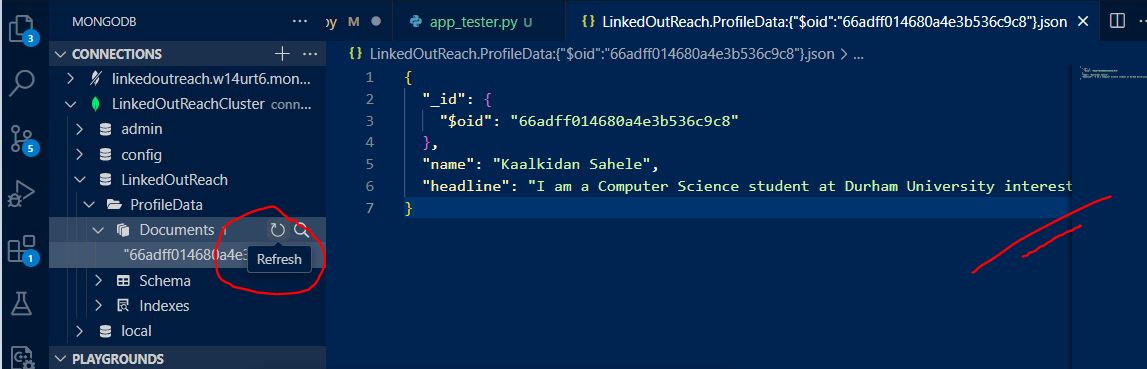 MONGODB
CONNECTIONS
linkedoutreach.w14urt6.mon...
LinkedOutReachCluster conn...
admin
config
LinkedOutReach
ProfileData
Documents 1
"66adff014680a4e3
Refresh
Schema
Indexes
local
PLAYGROUNDS
3
5
1
py M
app_tester.py U
{} LinkedOutReach.ProfileData:{"$oid":"66adff014680a4e3b536c9c8"}.json
{} LinkedOutReach.ProfileData:{"$oid":"66adff014680a4e3b536c9c8"}.json > ...
1 {
2 "_id": {
3 "$oid": "66adff014680a4e3b536c9c8"
4 },
5 "name": "Kaalkidan Sahele",
6 "headline": "I am a Computer Science student at Durham University interest
7 }